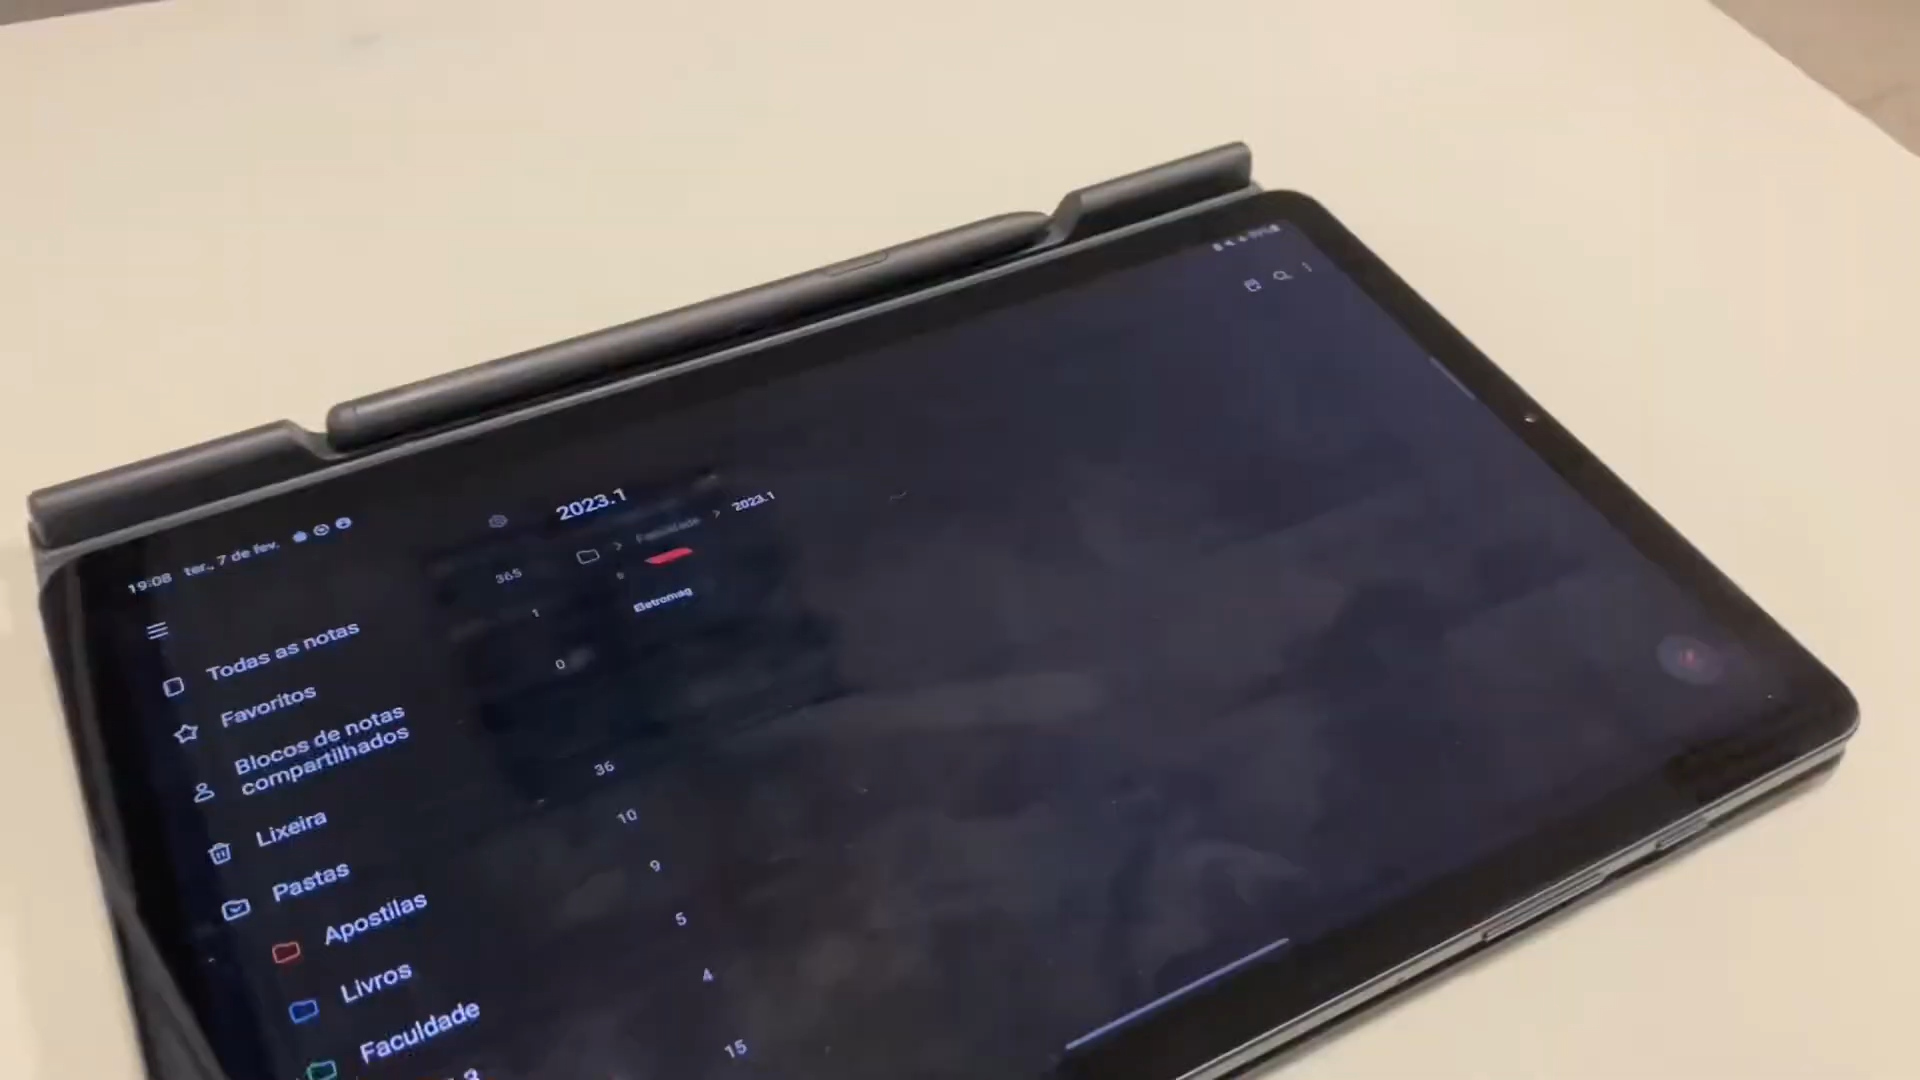 19:08 ter., 7 de fev.
2023.1
Faculdade > 2023.1
6
Eletromag
Todas as notas 365
Favoritos 1
Blocos de notas
compartilhados 0
Lixeira 36
Pastas 10
Apostilas 9
Livros 5
Faculdade 4
15